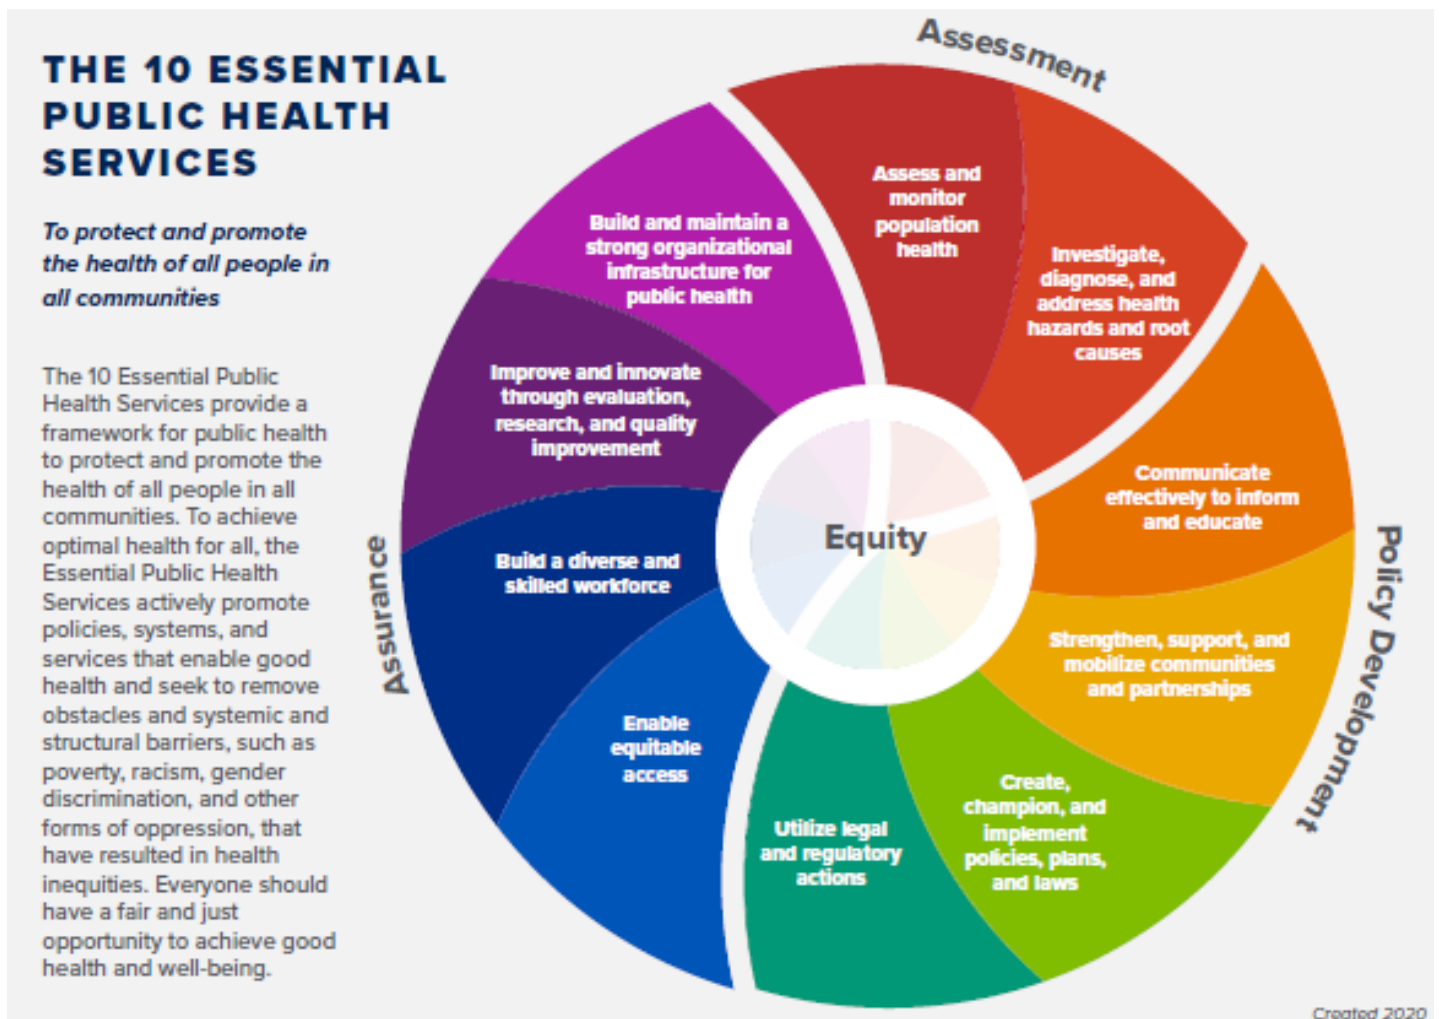 THE 10 ESSENTIAL
PUBLIC HEALTH
SERVICES
To protect and promote
the health of all people in
all communities
The 10 Essential Public
Health Services provide a
framework for public health
to protect and promote the
health of all people in all
communities. To achieve
optimal health for all, the
Essential Public Health
Services actively promote
policies, systems, and
services that enable good
health and seek to remove
obstacles and systemic and
structural barriers, such as
poverty, racism, gender
discrimination, and other
forms of oppression, that
have resulted in health
inequities. Everyone should
have a fair and just
opportunity to achieve good
health and well-being.
Assessment
Assess and
monitor
population
health
Investigate,
diagnose, and
address health
hazards and root
causes
Policy Development
Communicate
effectively to inform
and educate
Strengthen, support, and
mobilize communities
and partnerships
Create,
champion, and
implement
policies, plans,
and laws
Utilize legal
and regulatory
actions
Assurance
Enable
equitable
access
Build a diverse and
skilled workforce
Improve and innovate
through evaluation,
research, and quality
improvement
Build and maintain a
strong organizational
infrastructure for
public health
Equity
Created 2020